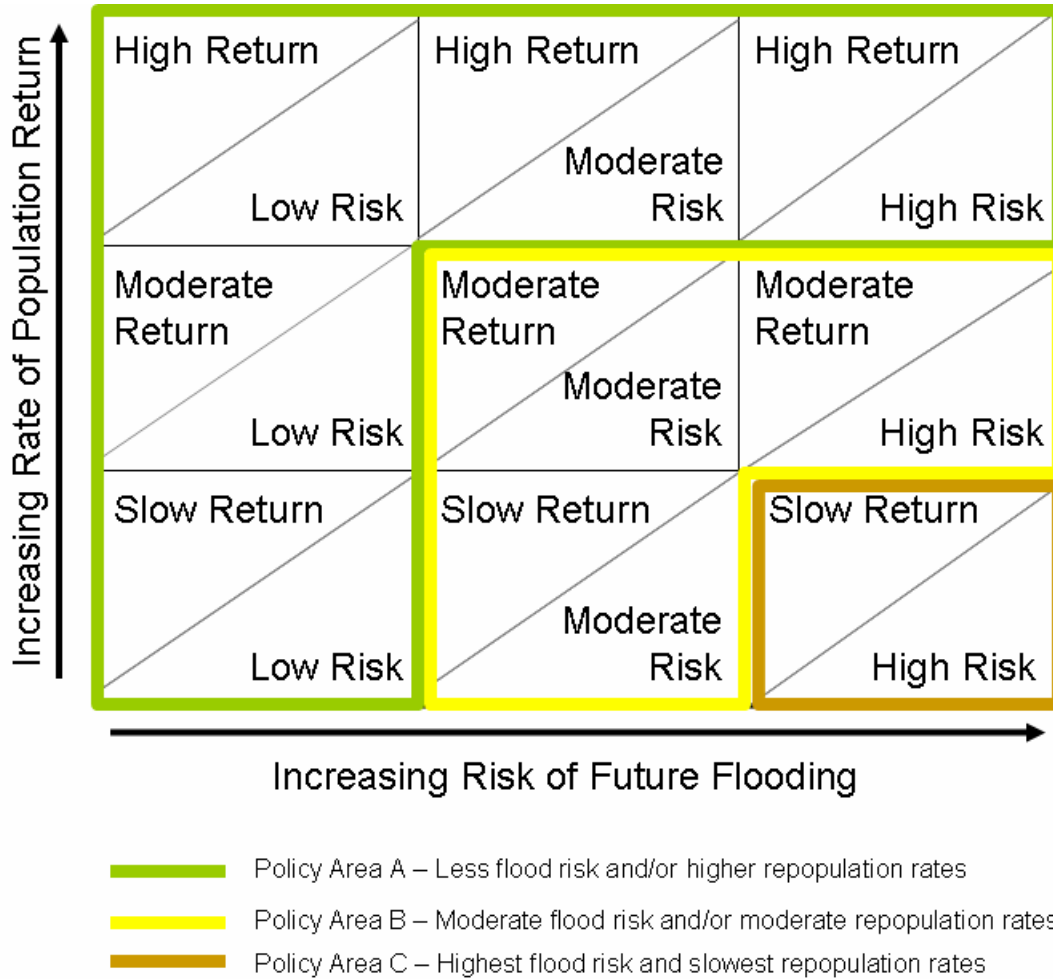 Increasing Rate of Population Return
High Return
Low Risk
High Return
Moderate
Risk
High Return
High Risk
Moderate
Return
Low Risk
Moderate
Return
Moderate
Risk
Moderate
Return
High Risk
Slow Return
Low Risk
Slow Return
Moderate
Risk
Slow Return
High Risk
Increasing Risk of Future Flooding
Policy Area A – Less flood risk and/or higher repopulation rates
Policy Area B – Moderate flood risk and/or moderate repopulation rates
Policy Area C – Highest flood risk and slowest repopulation rates